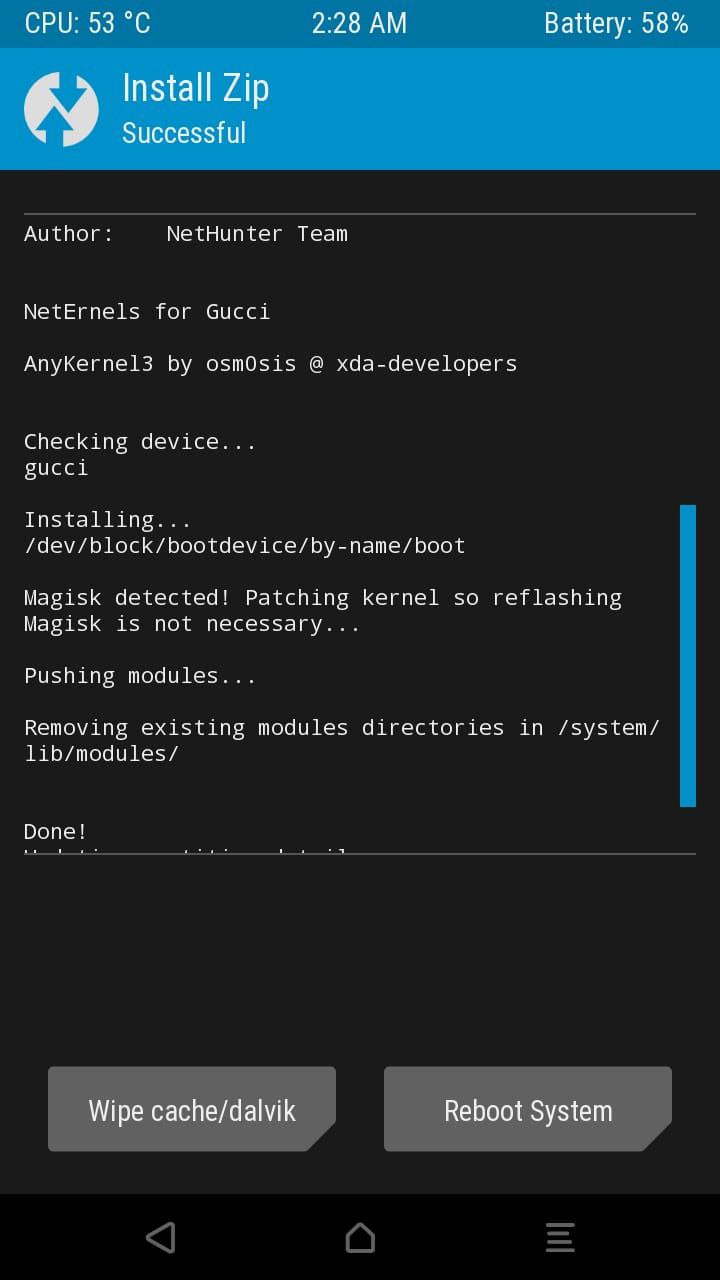 CPU: 53 °C 2:28 AM Battery: 58%
Install Zip
Successful
Author:    NetHunter Team
NetErnels for Gucci
AnyKernel3 by osm0sis @ xda-developers
Checking device...
gucci
Installing...
/dev/block/bootdevice/by-name/boot
Magisk detected! Patching kernel so reflashing
Magisk is not necessary...
Pushing modules...
Removing existing modules directories in /system/
lib/modules/
Done!
Wipe cache/dalvik
Reboot System